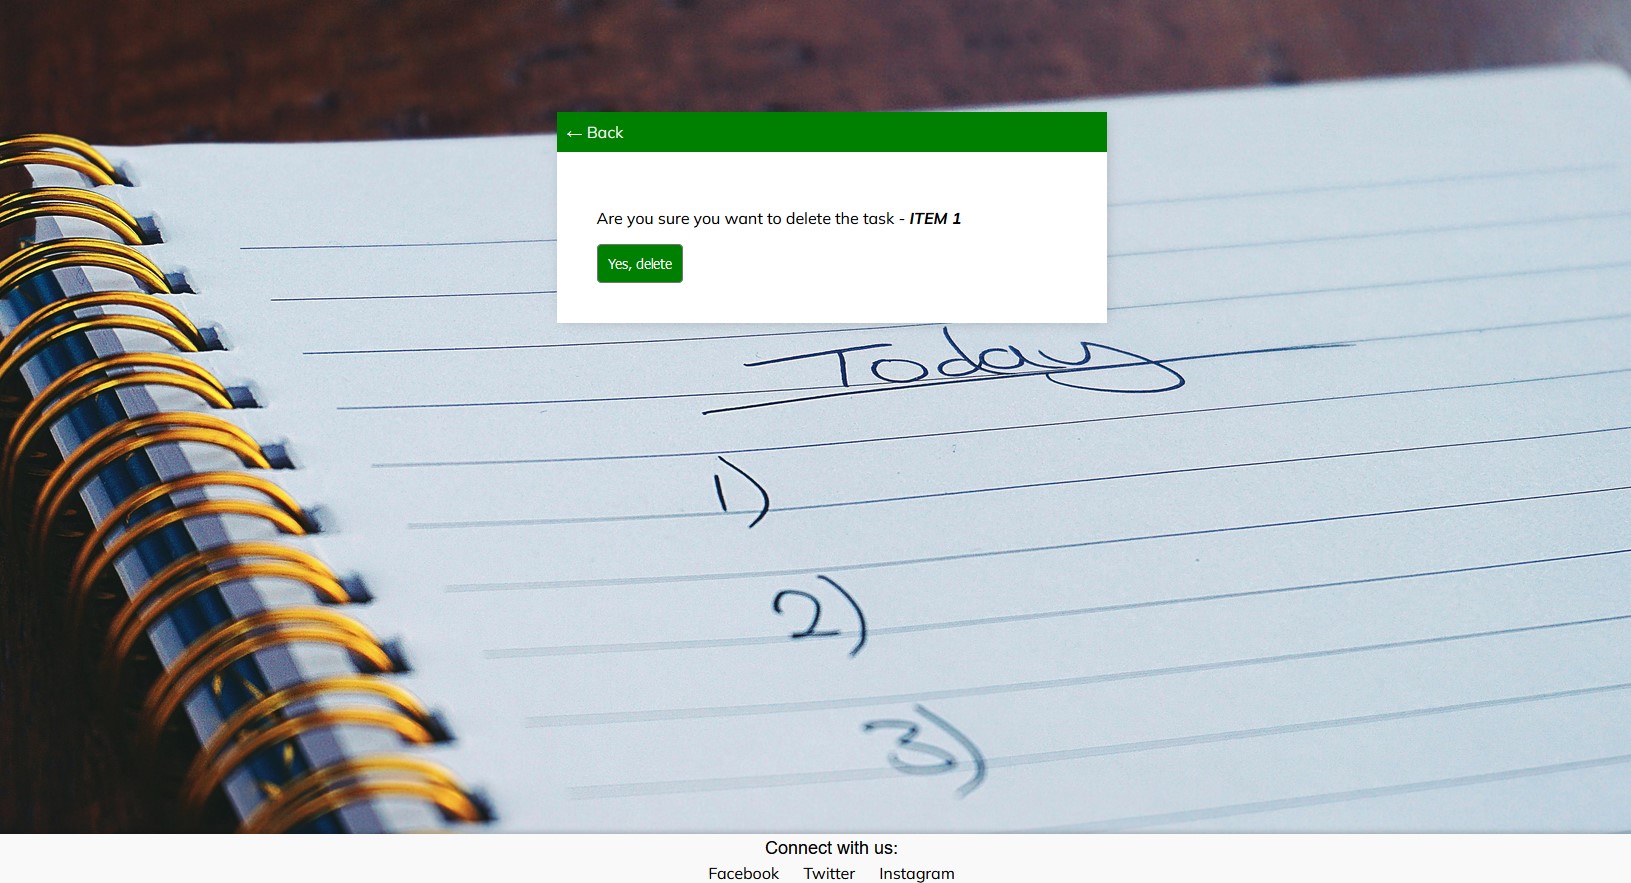 ← Back
Are you sure you want to delete the task - ITEM 1
Yes, delete
Today
1)
2)
3)
Connect with us:
Facebook Twitter Instagram